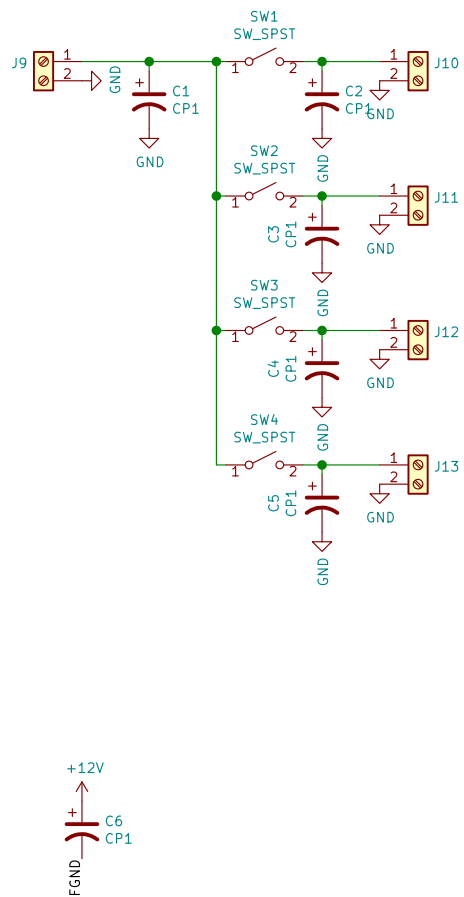 SW1
SW_SPST
J9
1
2
GND
1
2
C1
CP1
GND
C2
CP1
GND
1
2
GND
J10
SW2
SW_SPST
1
2
C3
CP1
GND
1
2
GND
J11
SW3
SW_SPST
1
2
C4
CP1
GND
1
2
GND
J12
SW4
SW_SPST
1
2
C5
CP1
GND
1
2
GND
J13
+12V
C6
CP1
FGND